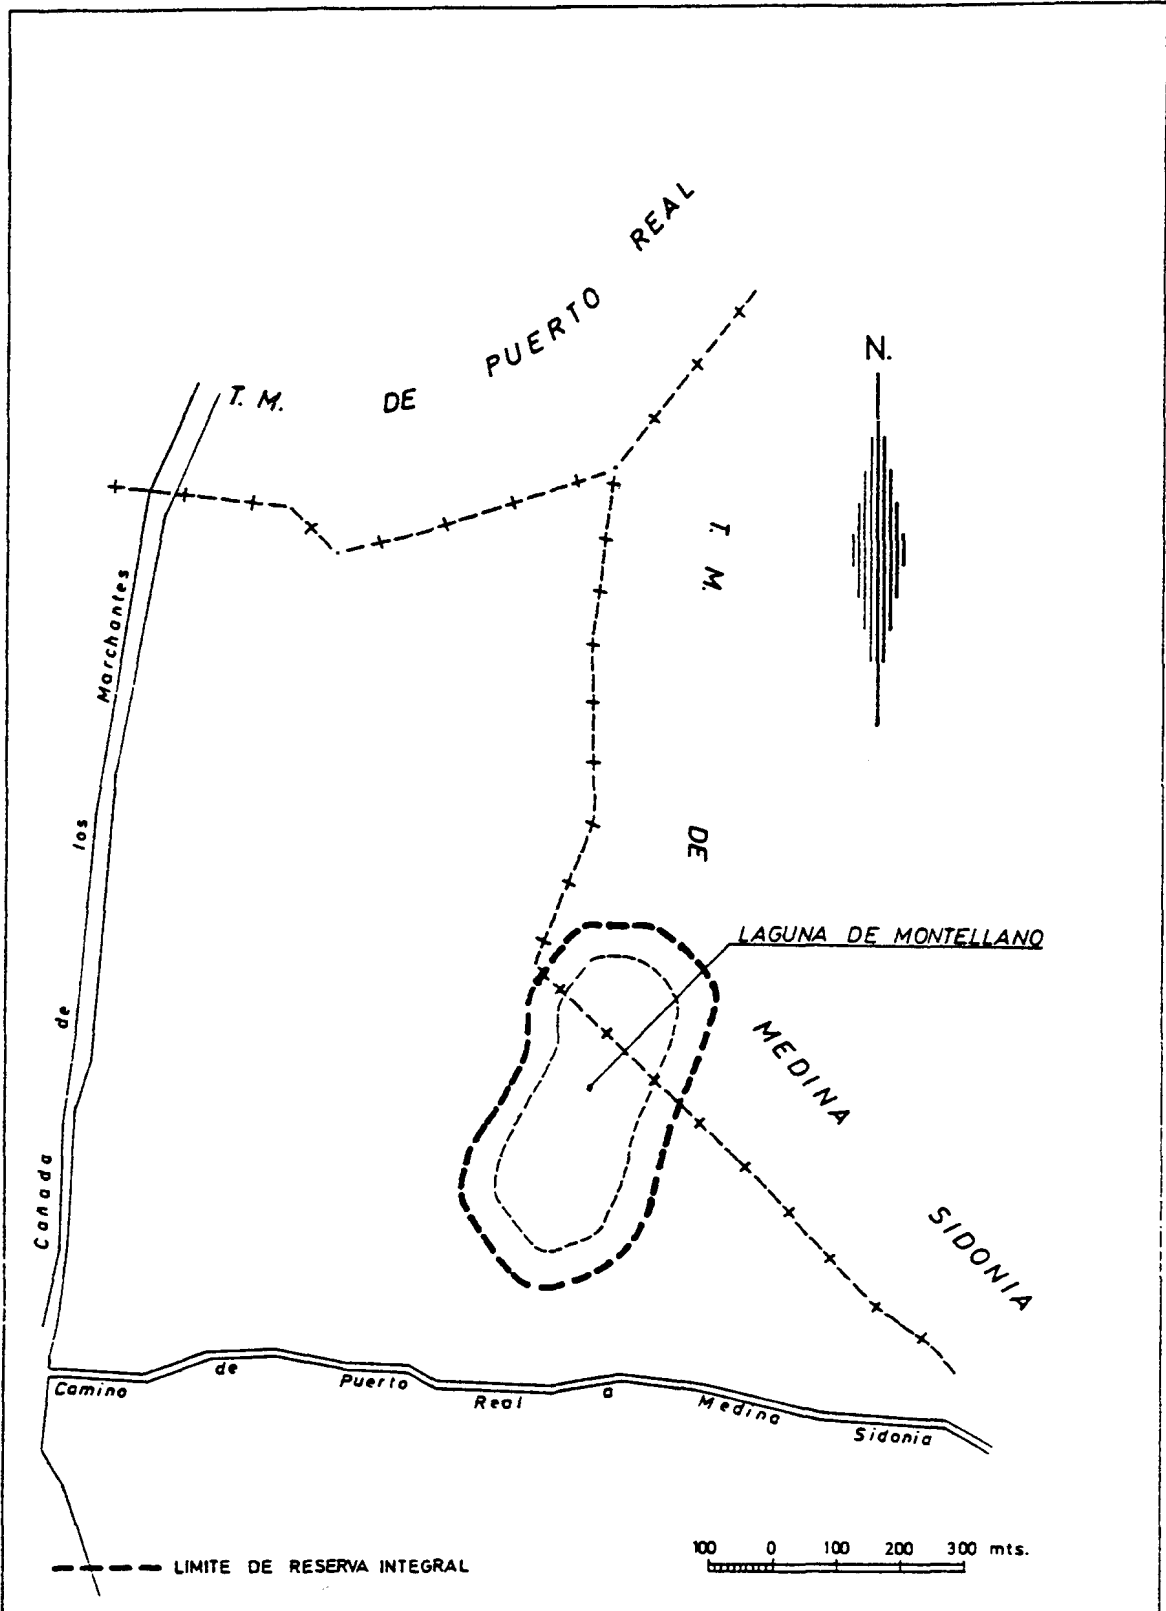 T. M. DE PUERTO REAL
N.
T. M. DE MEDINA SIDONIA
Cañada de los Marchantes
LAGUNA DE MONTELLANO
Camino de Puerto Real a Medina Sidonia
LIMITE DE RESERVA INTEGRAL
100 0 100 200 300 mts.